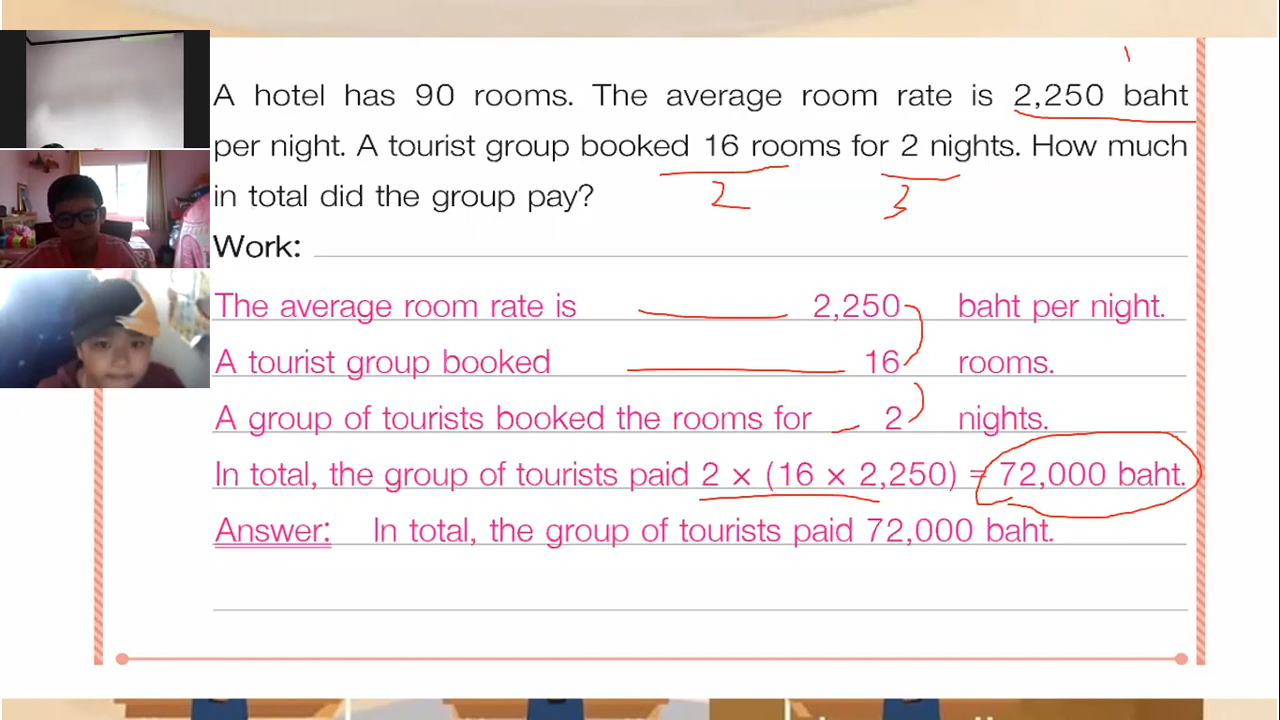 1
A hotel has 90 rooms. The average room rate is 2,250 baht
per night. A tourist group booked 16 rooms for 2 nights. How much
in total did the group pay?
2 3
Work:
The average room rate is 2,250 baht per night.
A tourist group booked 16 rooms.
A group of tourists booked the rooms for 2 nights.
In total, the group of tourists paid 2 × (16 × 2,250) = 72,000 baht.
Answer: In total, the group of tourists paid 72,000 baht.